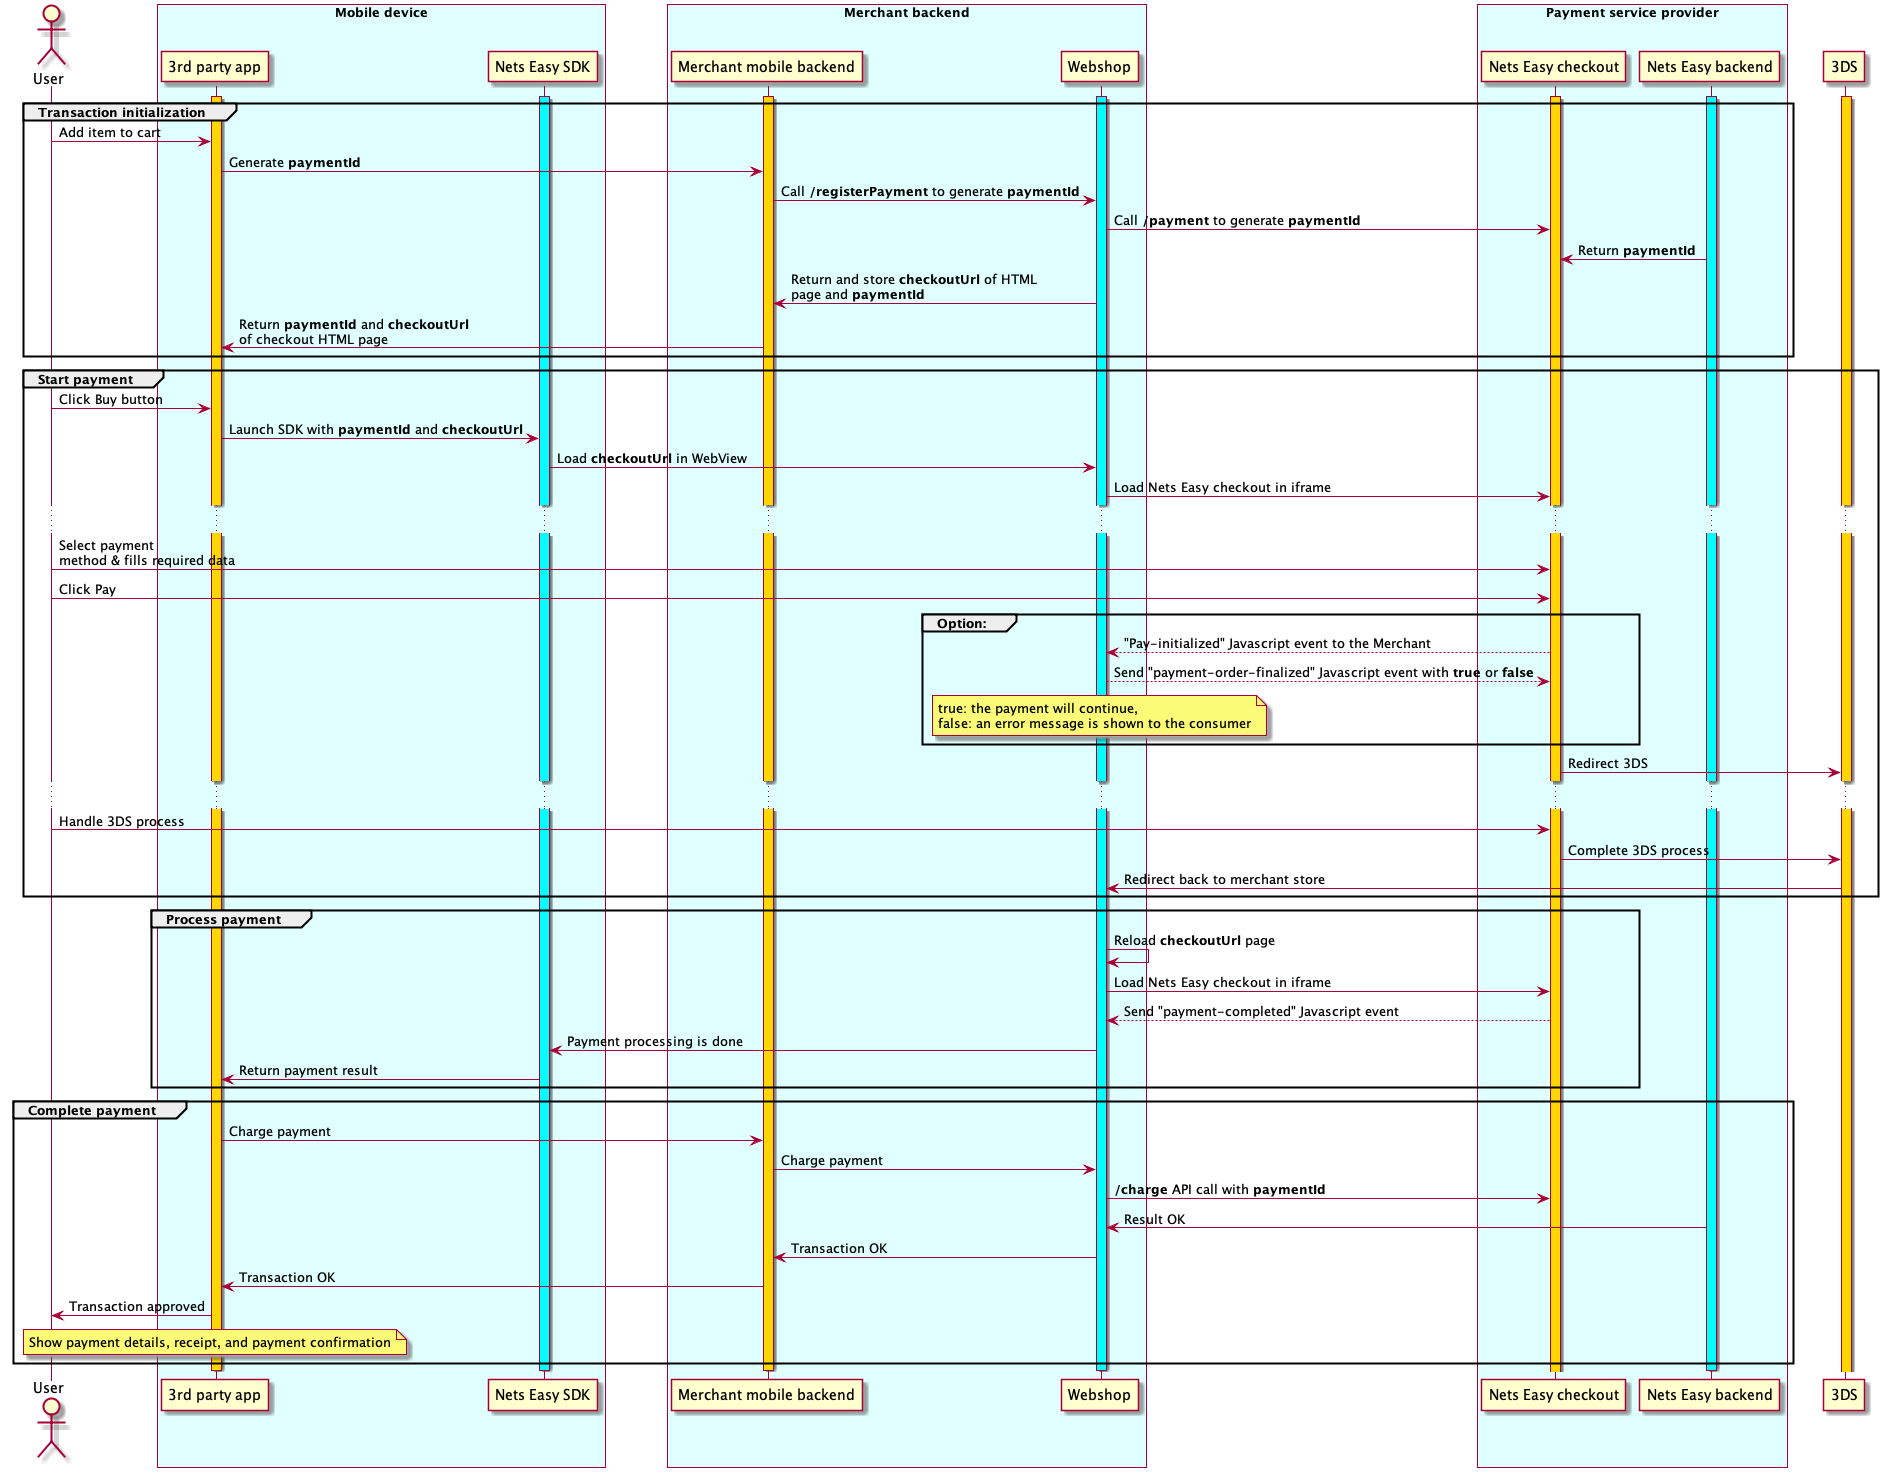 Mobile device
Merchant backend
Payment service provider
User
3rd party app
Nets Easy SDK
Merchant mobile backend
Webshop
Nets Easy checkout
Nets Easy backend
3DS
Transaction initialization
Add item to cart
Generate paymentId
Call /registerPayment to generate paymentId
Call /payment to generate paymentId
Return paymentId
Return and store checkoutUrl of HTML
page and paymentId
Return paymentId and checkoutUrl
of checkout HTML page
Start payment
Click Buy button
Launch SDK with paymentId and checkoutUrl
Load checkoutUrl in WebView
Load Nets Easy checkout in iframe
Select payment
method & fills required data
Click Pay
Option:
"Pay-initialized" Javascript event to the Merchant
Send "payment-order-finalized" Javascript event with true or false
true: the payment will continue,
false: an error message is shown to the consumer
Redirect 3DS
Handle 3DS process
Complete 3DS process
Redirect back to merchant store
Process payment
Reload checkoutUrl page
Load Nets Easy checkout in iframe
Send "payment-completed" Javascript event
Payment processing is done
Return payment result
Complete payment
Charge payment
Charge payment
/charge API call with paymentId
Result OK
Transaction OK
Transaction OK
Transaction approved
Show payment details, receipt, and payment confirmation
User
3rd party app
Nets Easy SDK
Merchant mobile backend
Webshop
Nets Easy checkout
Nets Easy backend
3DS